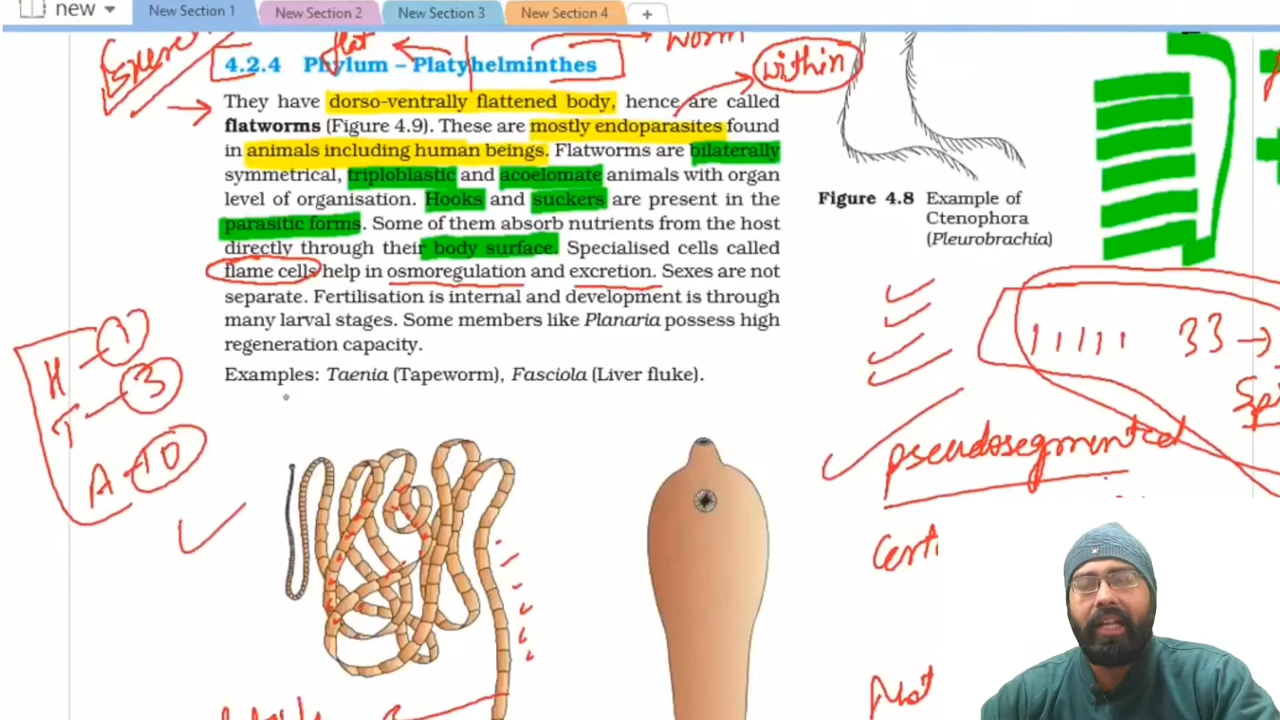 new
New Section 1
New Section 2
New Section 3
New Section 4
+
flat
worm
within
4.2.4 Phylum – Platyhelminthes
They have dorso-ventrally flattened body, hence are called
flatworms (Figure 4.9). These are mostly endoparasites found
in animals including human beings. Flatworms are bilaterally
symmetrical, triploblastic and acoelomate animals with organ
level of organisation. Hooks and suckers are present in the
parasitic forms. Some of them absorb nutrients from the host
directly through their body surface. Specialised cells called
flame cells help in osmoregulation and excretion. Sexes are not
separate. Fertilisation is internal and development is through
many larval stages. Some members like Planaria possess high
regeneration capacity.
Examples: Taenia (Tapeworm), Fasciola (Liver fluke).
Figure 4.8 Example of
Ctenophora
(Pleurobrachia)
H - 1
T - 3
A - 10
33 →
pseudosegmented